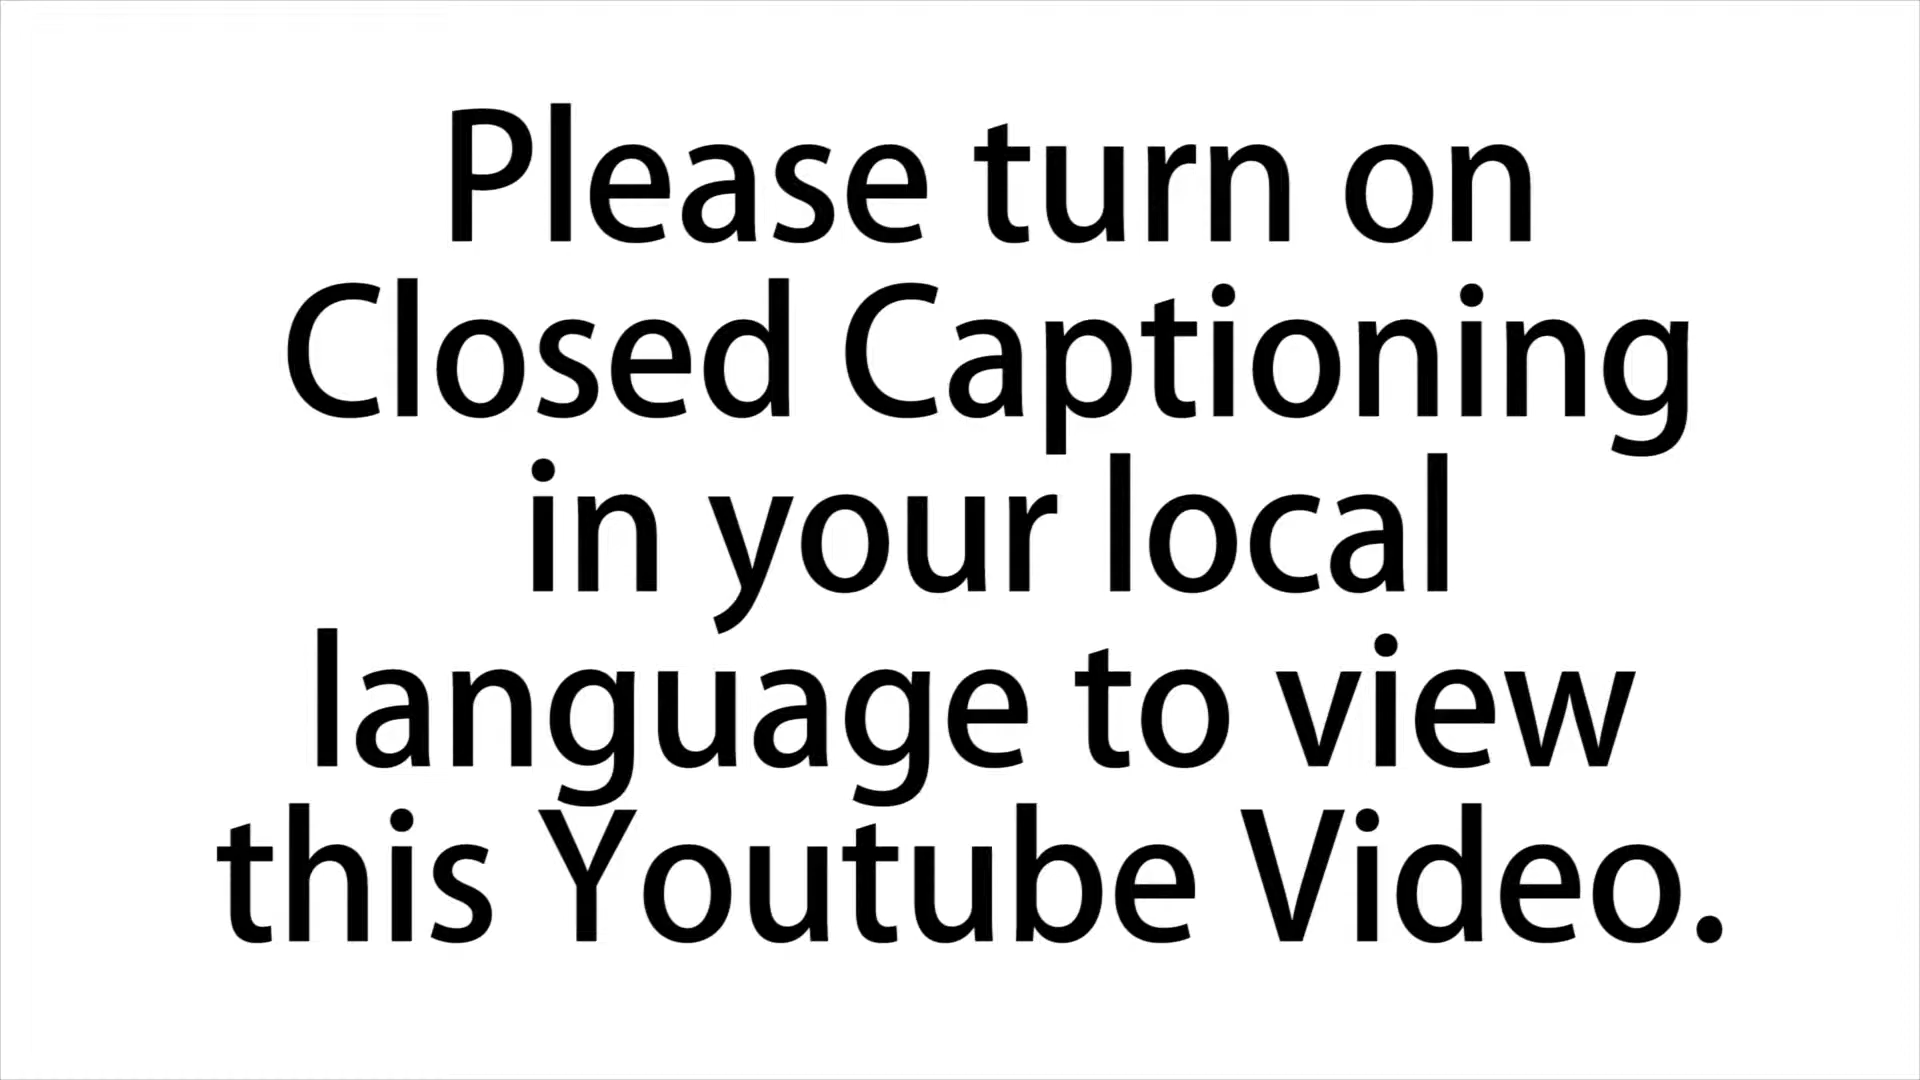 Please turn on
Closed Captioning
in your local
language to view
this Youtube Video.